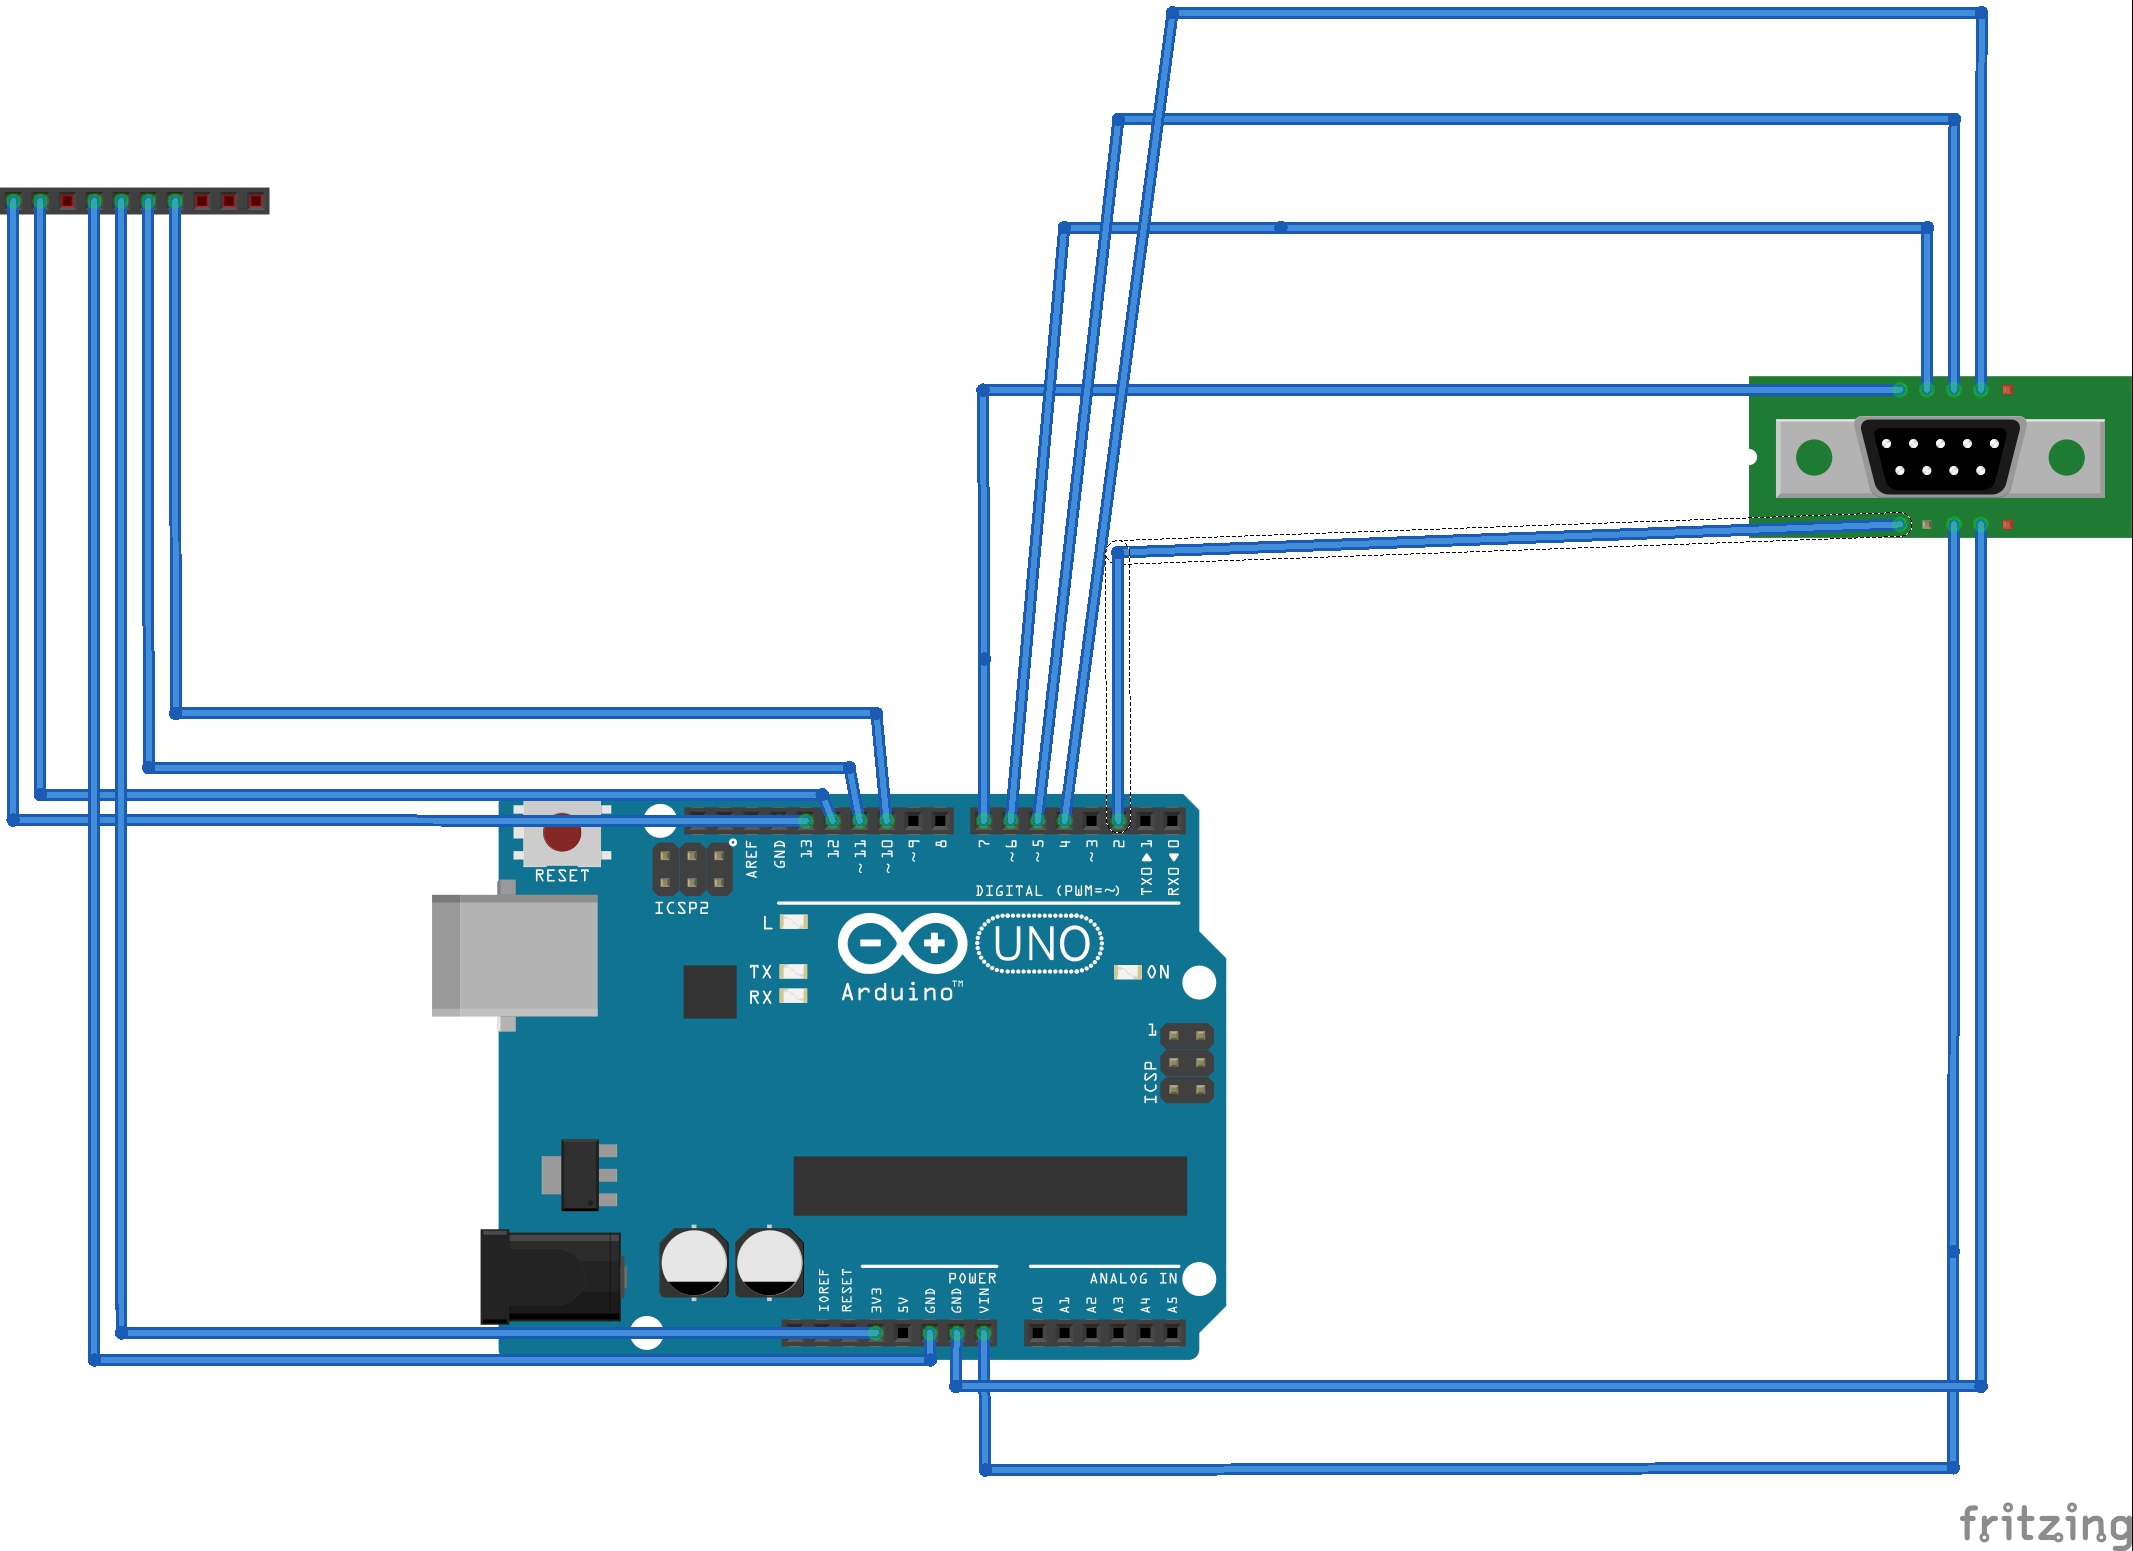 RESET
ICSP2
AREF
GND
13
12
~11
~10
~9
8
7
~6
~5
4
~3
2
TX0▶1
RX0◀0
DIGITAL (PWM=~)
L
TX
RX
UNO
Arduino™
ON
1
ICSP
IOREF
RESET
3V3
5V
GND
GND
VIN
POWER
ANALOG IN
A0
A1
A2
A3
A4
A5
fritzing